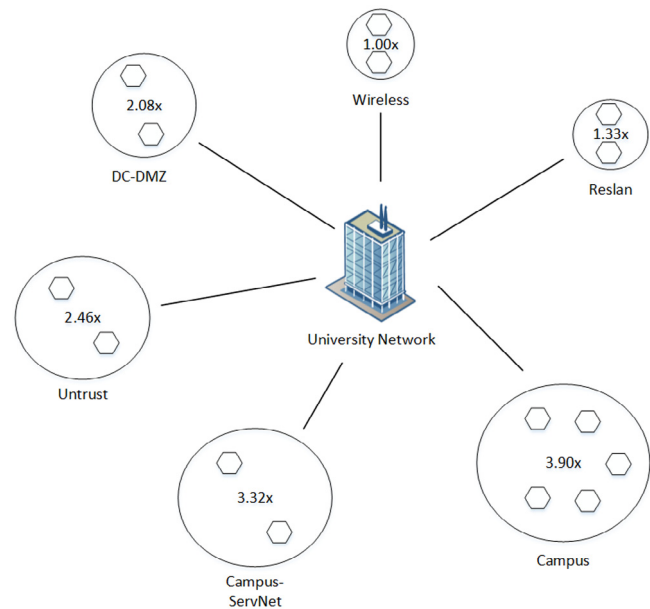 1.00x
Wireless
2.08x
DC-DMZ
1.33x
Reslan
2.46x
Untrust
University Network
3.32x
Campus-
ServNet
3.90x
Campus